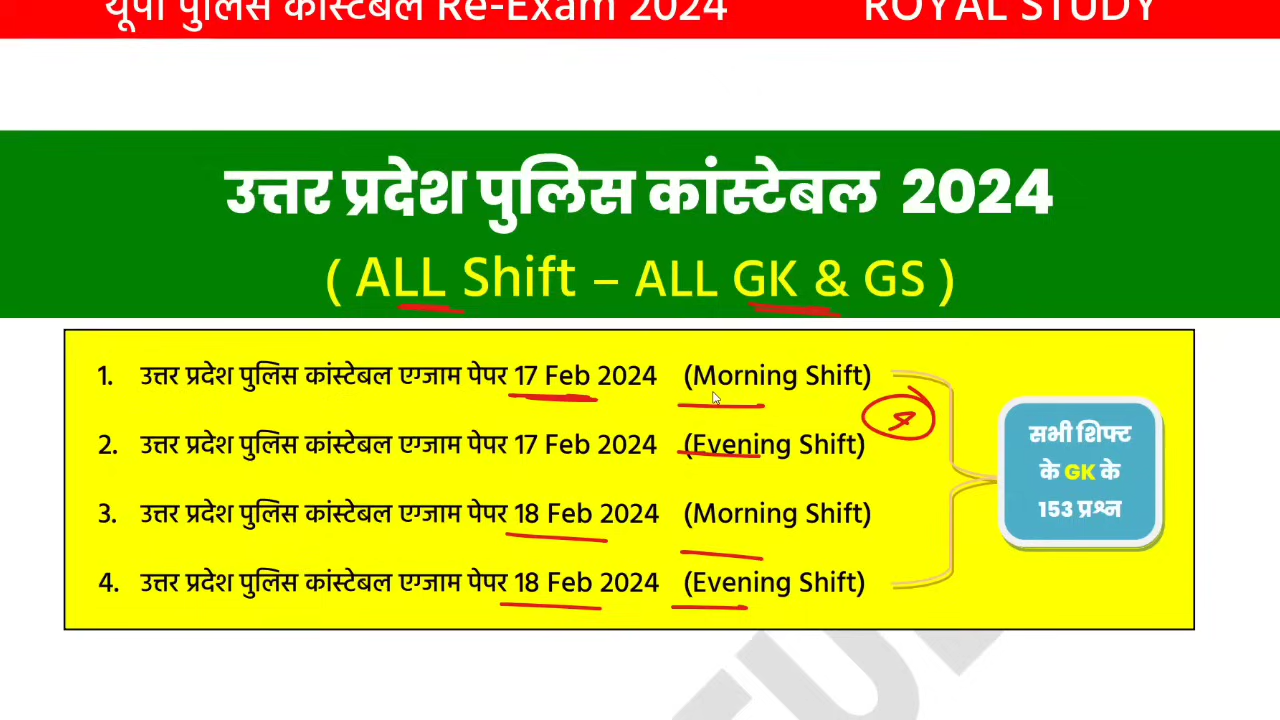 यूपी पुलिस कांस्टेबल Re-Exam 2024 ROYAL STUDY
उत्तर प्रदेश पुलिस कांस्टेबल 2024
( ALL Shift – ALL GK & GS )
1. उत्तर प्रदेश पुलिस कांस्टेबल एग्जाम पेपर 17 Feb 2024 (Morning Shift)
4
2. उत्तर प्रदेश पुलिस कांस्टेबल एग्जाम पेपर 17 Feb 2024 (Evening Shift)
3. उत्तर प्रदेश पुलिस कांस्टेबल एग्जाम पेपर 18 Feb 2024 (Morning Shift)
4. उत्तर प्रदेश पुलिस कांस्टेबल एग्जाम पेपर 18 Feb 2024 (Evening Shift)
सभी शिफ्ट
के GK के
153 प्रश्न